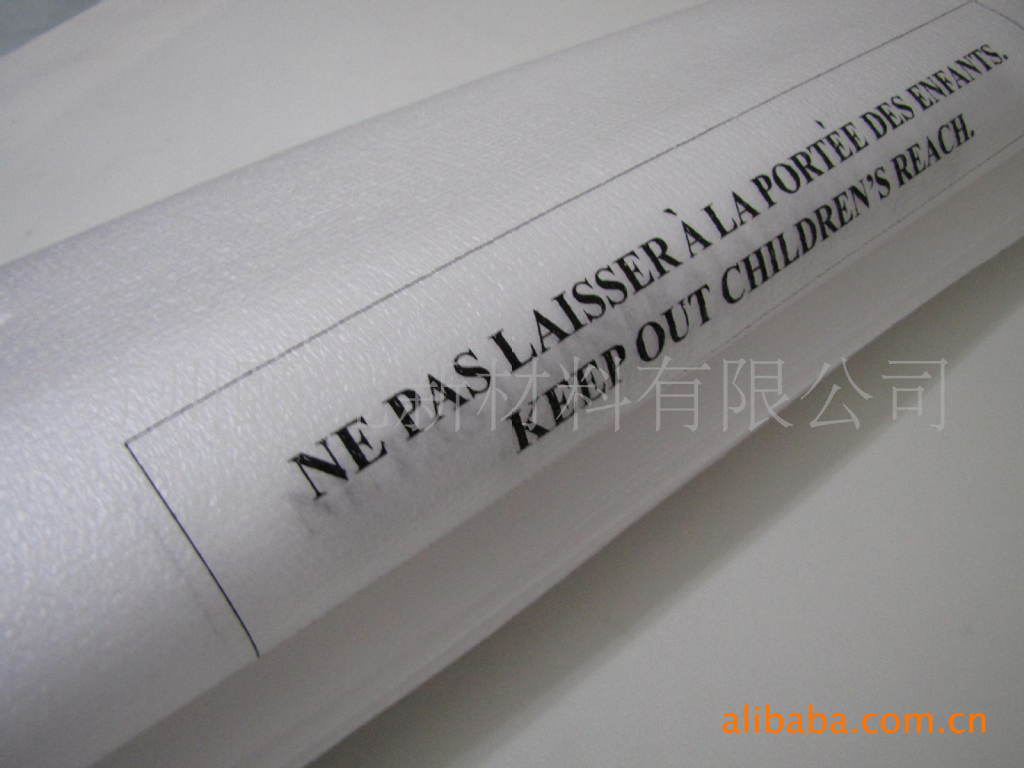 NE PAS LAISSER À LA PORTÈE DES ENFANTS.
KEEP OUT CHILDREN'S REACH.
新材料有限公司
alibaba.com.cn